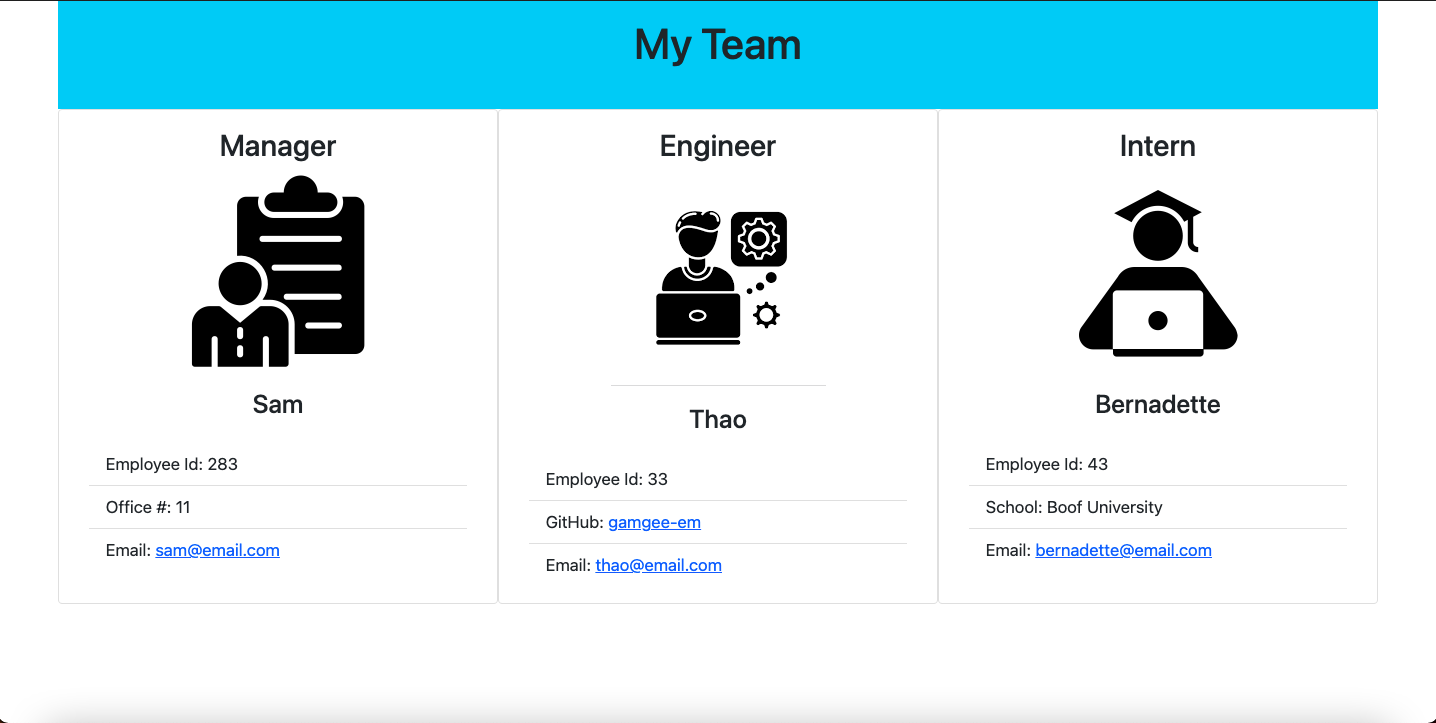 My Team
Manager
Sam
Employee Id: 283
Office #: 11
Email: sam@email.com
Engineer
Thao
Employee Id: 33
GitHub: gamgee-em
Email: thao@email.com
Intern
Bernadette
Employee Id: 43
School: Boof University
Email: bernadette@email.com